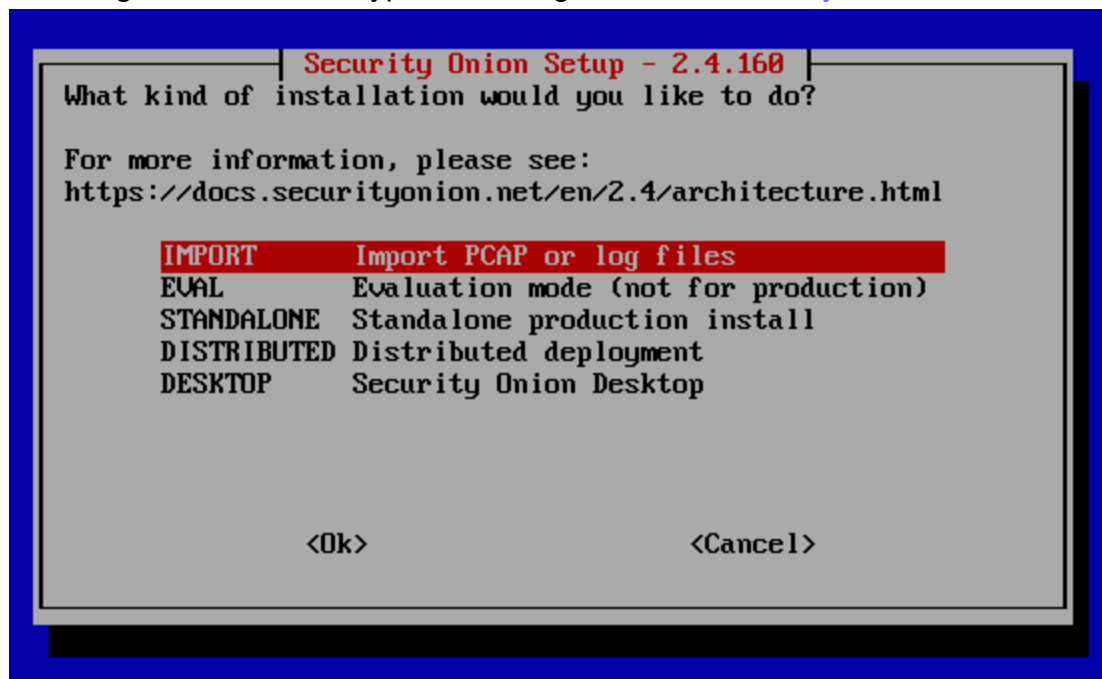 Security Onion Setup - 2.4.160
What kind of installation would you like to do?
For more information, please see:
https://docs.securityonion.net/en/2.4/architecture.html
IMPORT Import PCAP or log files
EVAL Evaluation mode (not for production)
STANDALONE Standalone production install
DISTRIBUTED Distributed deployment
DESKTOP Security Onion Desktop
<Ok> <Cancel>